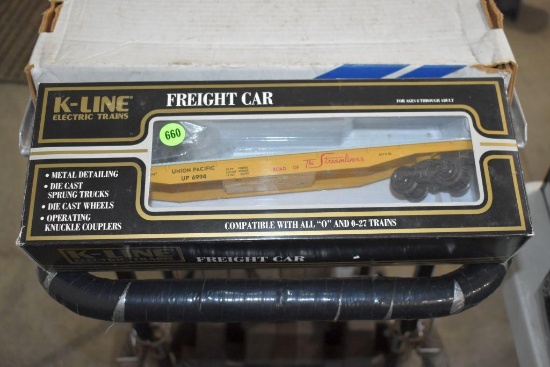 K-LINE
ELECTRIC TRAINS
FREIGHT CAR
FOR AGES 8 THROUGH ADULT
660
UNION PACIFIC
UP 6994
ROAD OF The Streamliners
• METAL DETAILING
• DIE CAST
SPRUNG TRUCKS
• DIE CAST WHEELS
• OPERATING
KNUCKLE COUPLERS
COMPATIBLE WITH ALL "O" AND 0-27 TRAINS
K-LINE
FREIGHT CAR